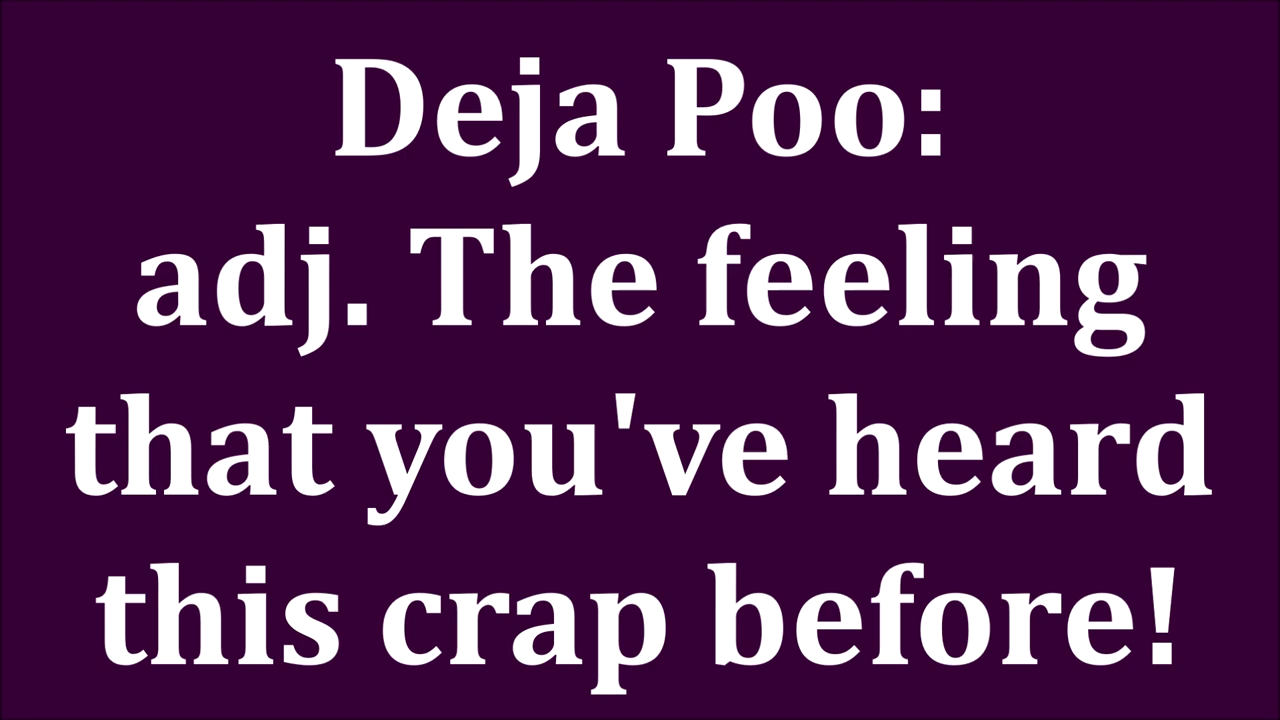 Deja Poo:
adj. The feeling
that you've heard
this crap before!